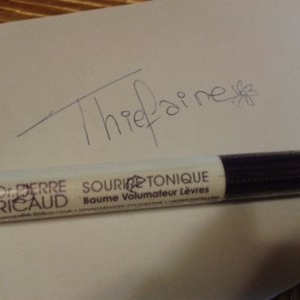 Thiefaine
Dr PIERRE
RICAUD
SOURIRE TONIQUE
Baume Volumateur Lèvres